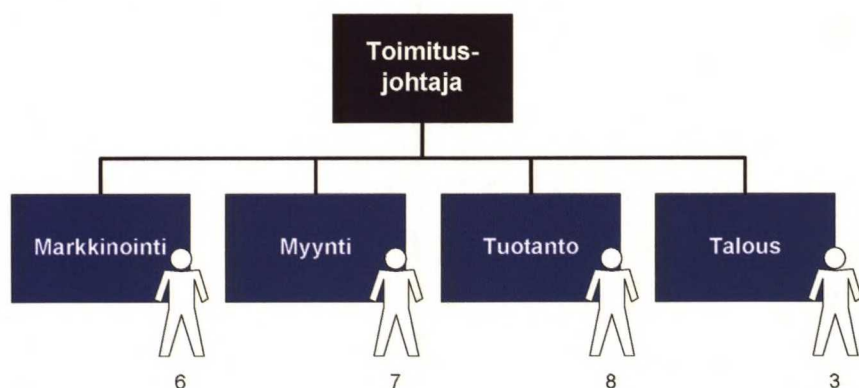 Toimitus-
johtaja
Markkinointi
Myynti
Tuotanto
Talous
6
7
8
3